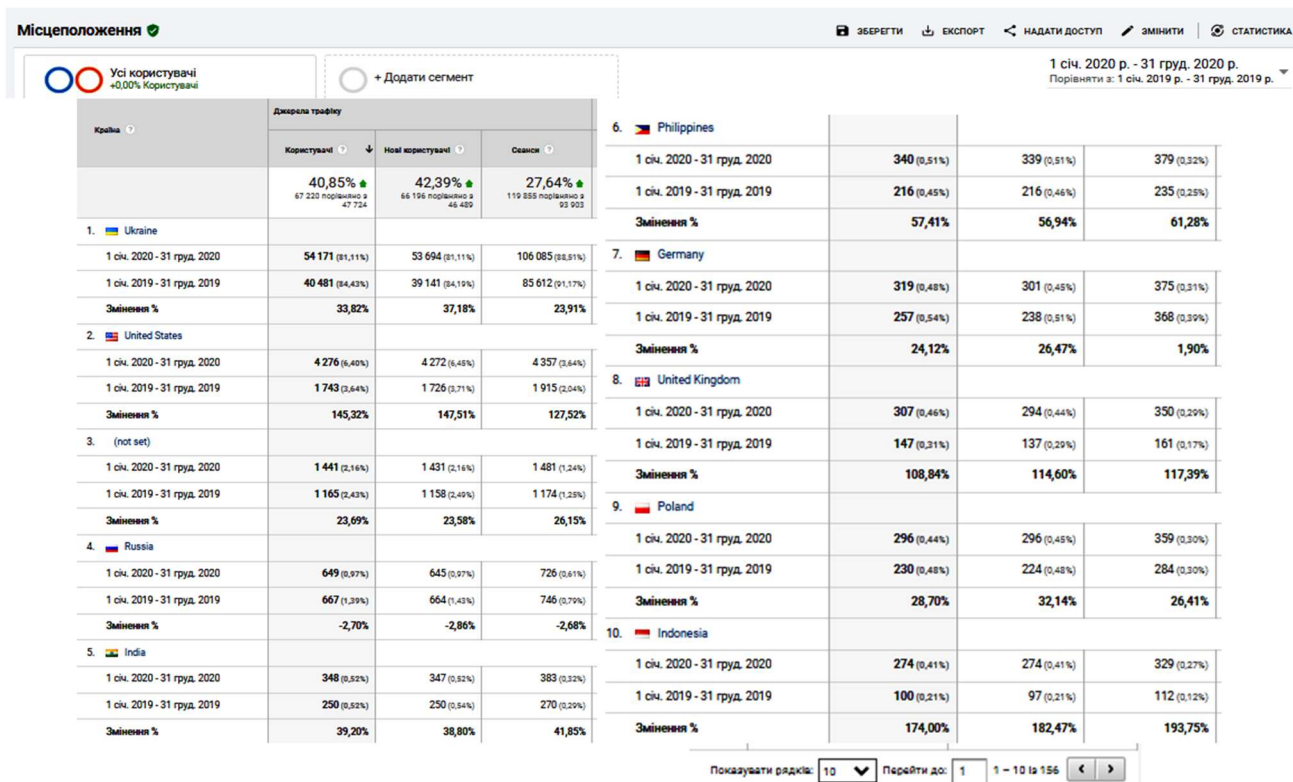 Місцеположення
ЗБЕРЕГТИ ЕКСПОРТ НАДАТИ ДОСТУП ЗМІНИТИ СТАТИСТИКА
Усі користувачі
+0,00% Користувачі
+ Додати сегмент
1 січ. 2020 р. - 31 груд. 2020 р.
Порівняти з: 1 січ. 2019 р. - 31 груд. 2019 р.
Країна
Джерела трафіку
Користувачі Нові користувачі Сеанси
40,85% 42,39% 27,64%
67 220 порівняно з 47 724 66 196 порівняно з 46 489 119 855 порівняно з 93 903
1. Ukraine
1 січ. 2020 - 31 груд. 2020 54 171 (81,11%) 53 694 (81,11%) 106 085 (88,51%)
1 січ. 2019 - 31 груд. 2019 40 481 (84,43%) 39 141 (84,19%) 85 612 (91,17%)
Змінення % 33,82% 37,18% 23,91%
2. United States
1 січ. 2020 - 31 груд. 2020 4 276 (6,40%) 4 272 (6,45%) 4 357 (3,64%)
1 січ. 2019 - 31 груд. 2019 1 743 (3,64%) 1 726 (3,71%) 1 915 (2,04%)
Змінення % 145,32% 147,51% 127,52%
3. (not set)
1 січ. 2020 - 31 груд. 2020 1 441 (2,16%) 1 431 (2,16%) 1 481 (1,24%)
1 січ. 2019 - 31 груд. 2019 1 165 (2,43%) 1 158 (2,49%) 1 174 (1,25%)
Змінення % 23,69% 23,58% 26,15%
4. Russia
1 січ. 2020 - 31 груд. 2020 649 (0,97%) 645 (0,97%) 726 (0,61%)
1 січ. 2019 - 31 груд. 2019 667 (1,39%) 664 (1,43%) 746 (0,79%)
Змінення % -2,70% -2,86% -2,68%
5. India
1 січ. 2020 - 31 груд. 2020 348 (0,52%) 347 (0,52%) 383 (0,32%)
1 січ. 2019 - 31 груд. 2019 250 (0,52%) 250 (0,54%) 270 (0,29%)
Змінення % 39,20% 38,80% 41,85%
6. Philippines
1 січ. 2020 - 31 груд. 2020 340 (0,51%) 339 (0,51%) 379 (0,32%)
1 січ. 2019 - 31 груд. 2019 216 (0,45%) 216 (0,46%) 235 (0,25%)
Змінення % 57,41% 56,94% 61,28%
7. Germany
1 січ. 2020 - 31 груд. 2020 319 (0,48%) 301 (0,45%) 375 (0,31%)
1 січ. 2019 - 31 груд. 2019 257 (0,54%) 238 (0,51%) 368 (0,39%)
Змінення % 24,12% 26,47% 1,90%
8. United Kingdom
1 січ. 2020 - 31 груд. 2020 307 (0,46%) 294 (0,44%) 350 (0,29%)
1 січ. 2019 - 31 груд. 2019 147 (0,31%) 137 (0,29%) 161 (0,17%)
Змінення % 108,84% 114,60% 117,39%
9. Poland
1 січ. 2020 - 31 груд. 2020 296 (0,44%) 296 (0,45%) 359 (0,30%)
1 січ. 2019 - 31 груд. 2019 230 (0,48%) 224 (0,48%) 284 (0,30%)
Змінення % 28,70% 32,14% 26,41%
10. Indonesia
1 січ. 2020 - 31 груд. 2020 274 (0,41%) 274 (0,41%) 329 (0,27%)
1 січ. 2019 - 31 груд. 2019 100 (0,21%) 97 (0,21%) 112 (0,12%)
Змінення % 174,00% 182,47% 193,75%
Показувати рядків: 10 Перейти до: 1 1 – 10 із 156